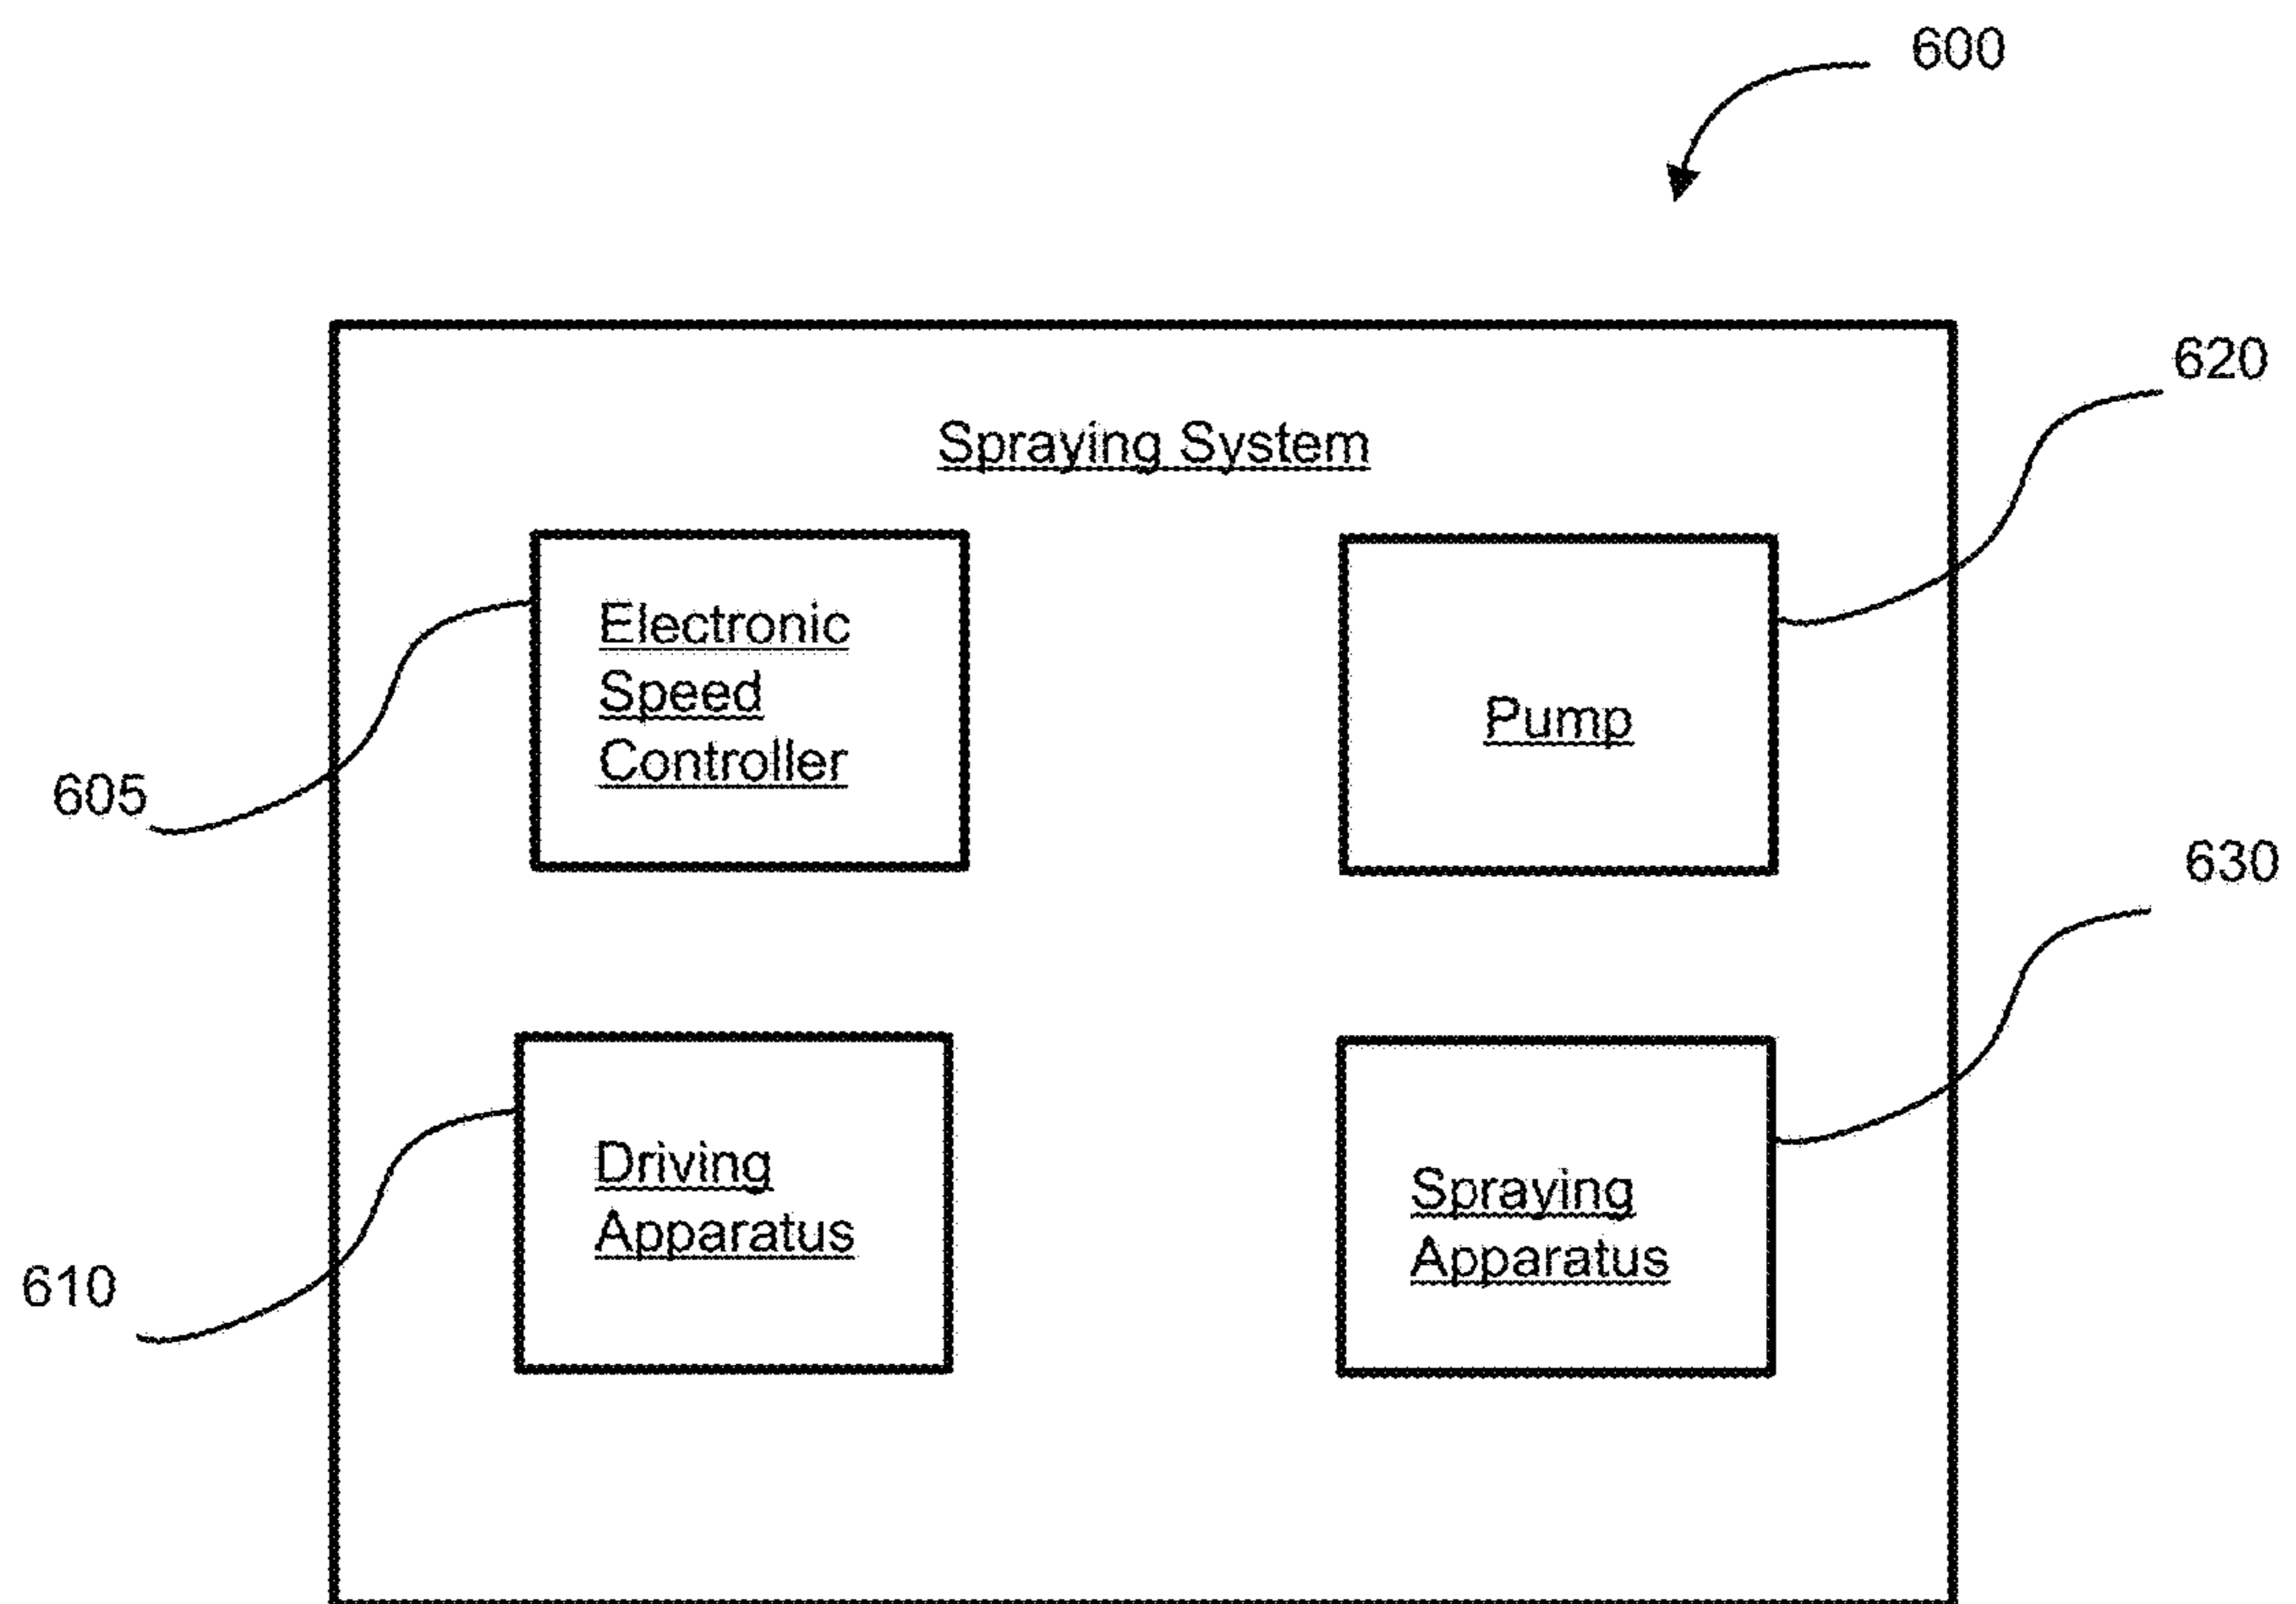 600
620
Spraying System
Electronic
Speed
Controller
Pump
605
630
Driving
Apparatus
Spraying
Apparatus
610